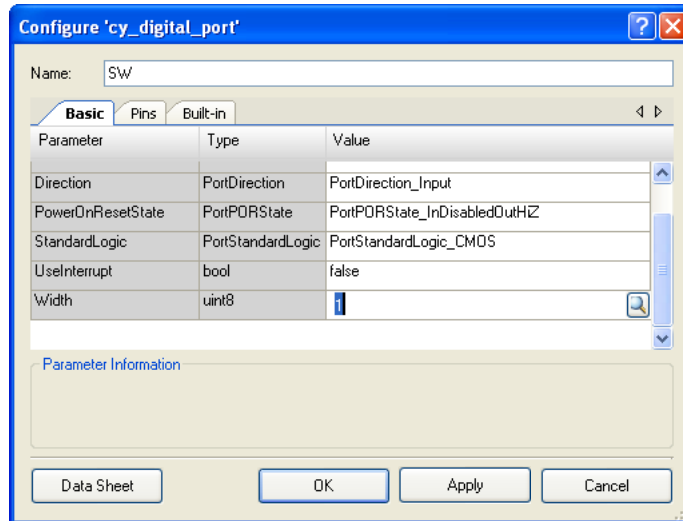 Configure 'cy_digital_port'
Name: SW
Basic Pins Built-in
Parameter Type Value
Direction PortDirection PortDirection_Input
PowerOnResetState PortPORState PortPORState_InDisabledOutHiZ
StandardLogic PortStandardLogic PortStandardLogic_CMOS
UseInterrupt bool false
Width uint8 1
Parameter Information
Data Sheet OK Apply Cancel